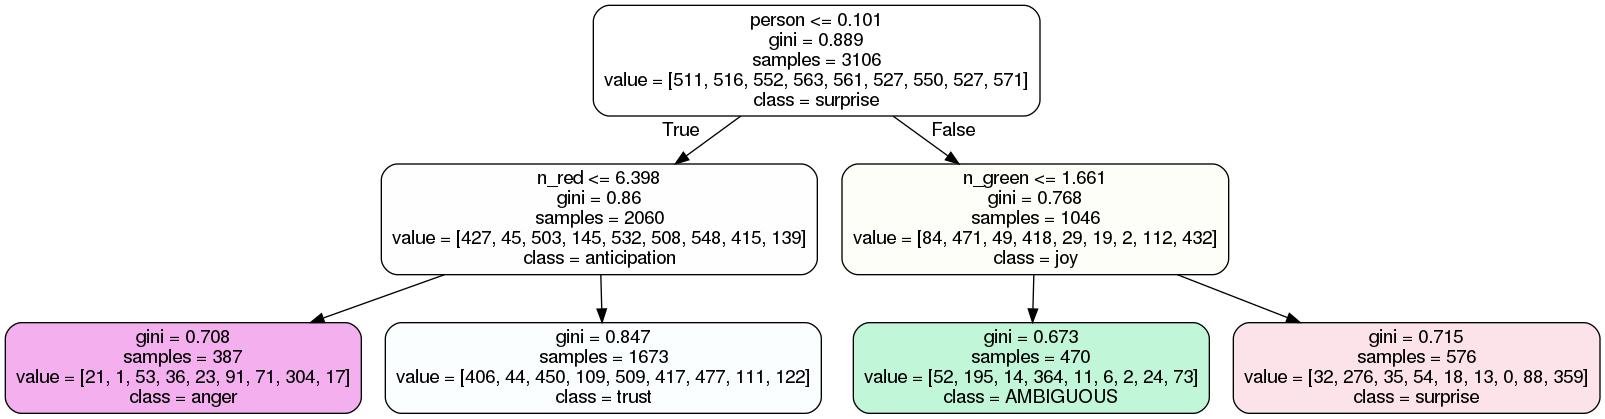 person <= 0.101
gini = 0.889
samples = 3106
value = [511, 516, 552, 563, 561, 527, 550, 527, 571]
class = surprise
True
False
n_red <= 6.398
gini = 0.86
samples = 2060
value = [427, 45, 503, 145, 532, 508, 548, 415, 139]
class = anticipation
n_green <= 1.661
gini = 0.768
samples = 1046
value = [84, 471, 49, 418, 29, 19, 2, 112, 432]
class = joy
gini = 0.708
samples = 387
value = [21, 1, 53, 36, 23, 91, 71, 304, 17]
class = anger
gini = 0.847
samples = 1673
value = [406, 44, 450, 109, 509, 417, 477, 111, 122]
class = trust
gini = 0.673
samples = 470
value = [52, 195, 14, 364, 11, 6, 2, 24, 73]
class = AMBIGUOUS
gini = 0.715
samples = 576
value = [32, 276, 35, 54, 18, 13, 0, 88, 359]
class = surprise